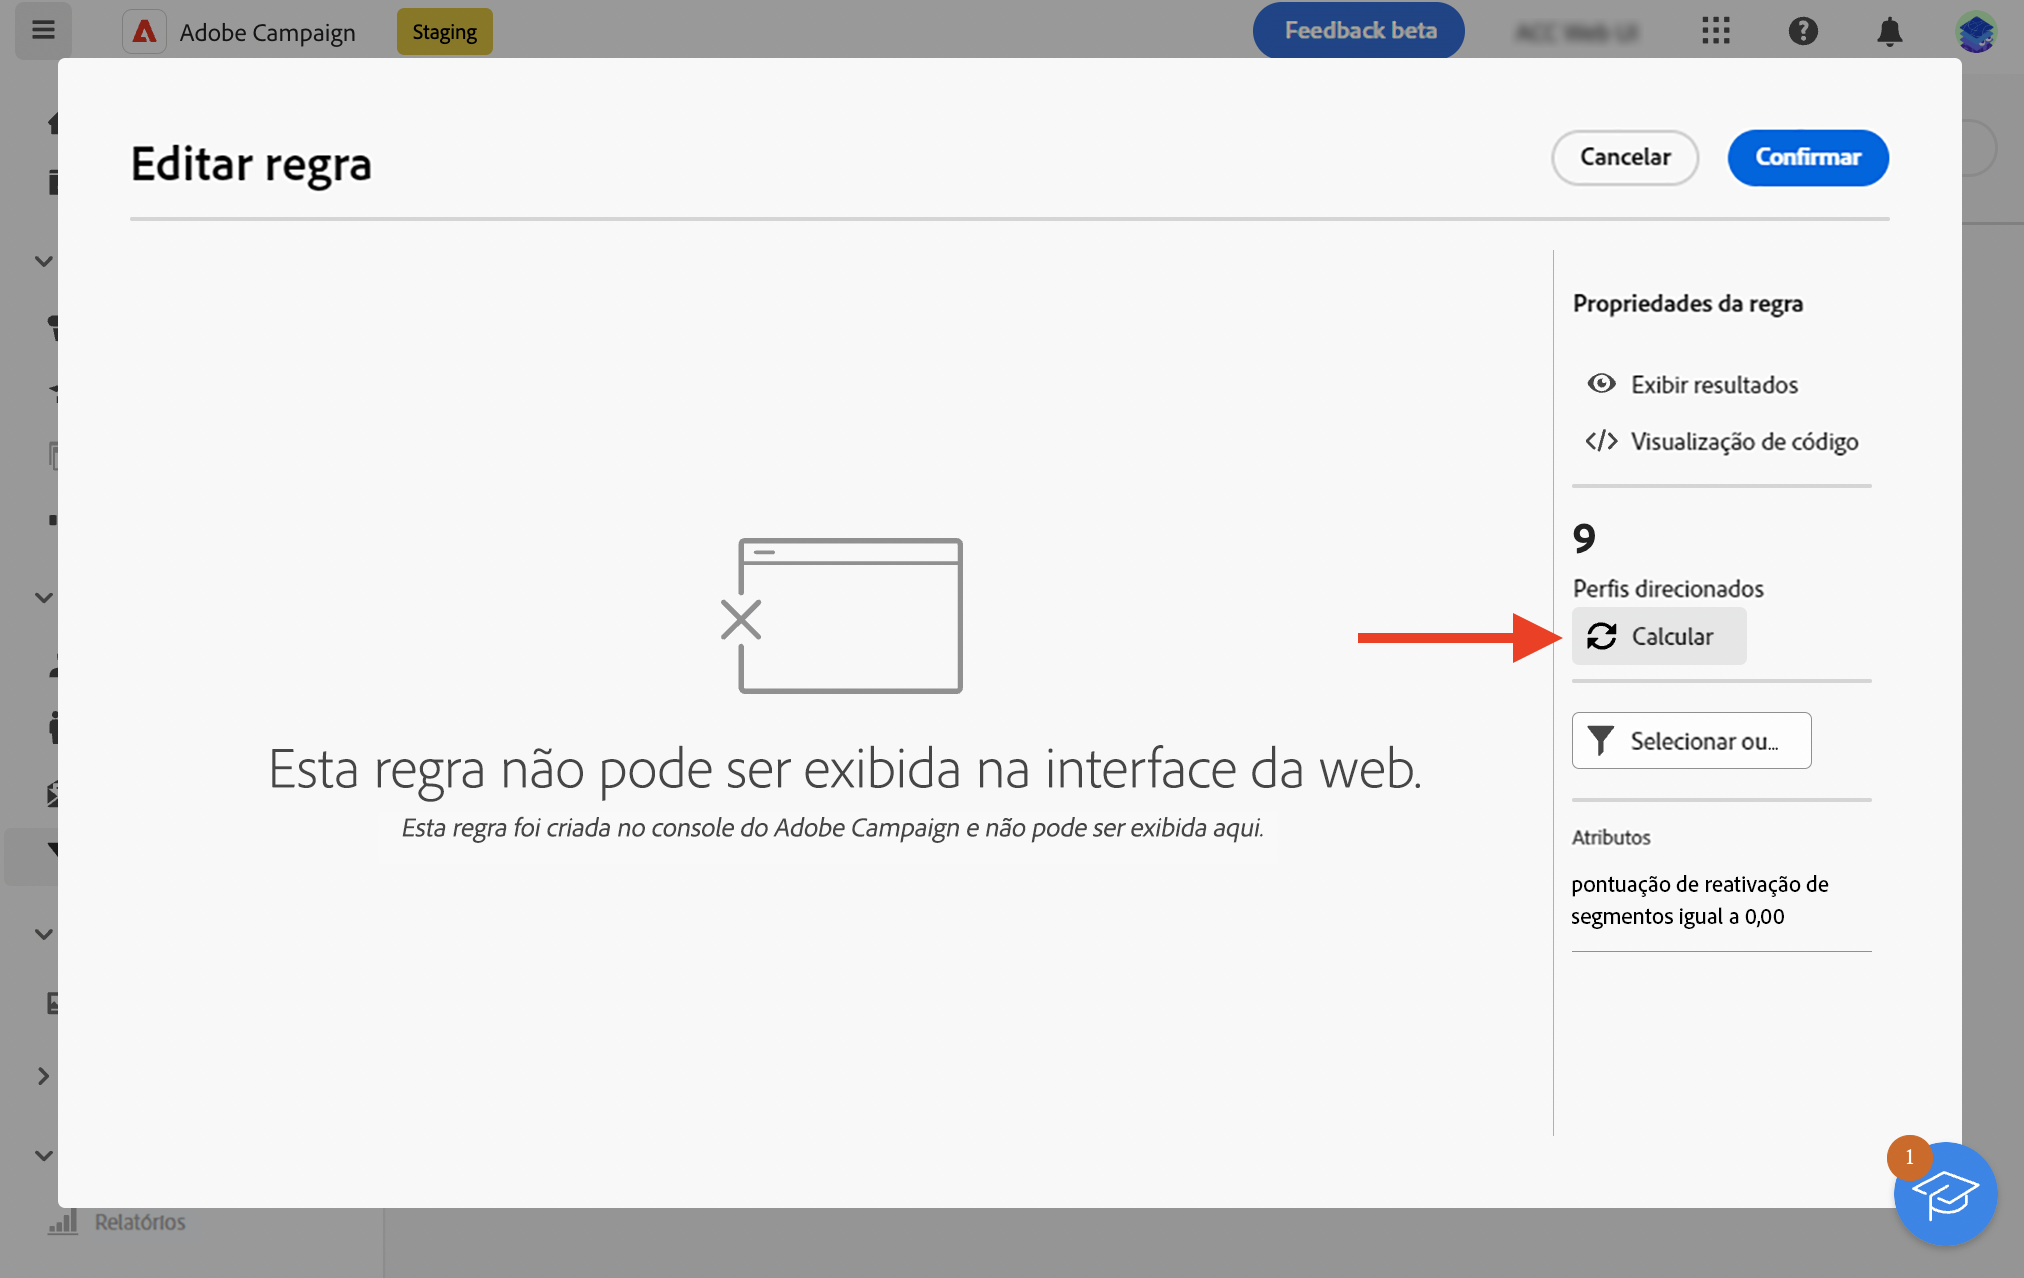 Adobe Campaign
Staging
Feedback beta
Editar regra
Cancelar
Confirmar
Propriedades da regra
Exibir resultados
</> Visualização de código
9
Perfis direcionados
Calcular
Selecionar ou...
Esta regra não pode ser exibida na interface da web.
Esta regra foi criada no console do Adobe Campaign e não pode ser exibida aqui.
Atributos
pontuação de reativação de
segmentos igual a 0,00
1
Relatórios